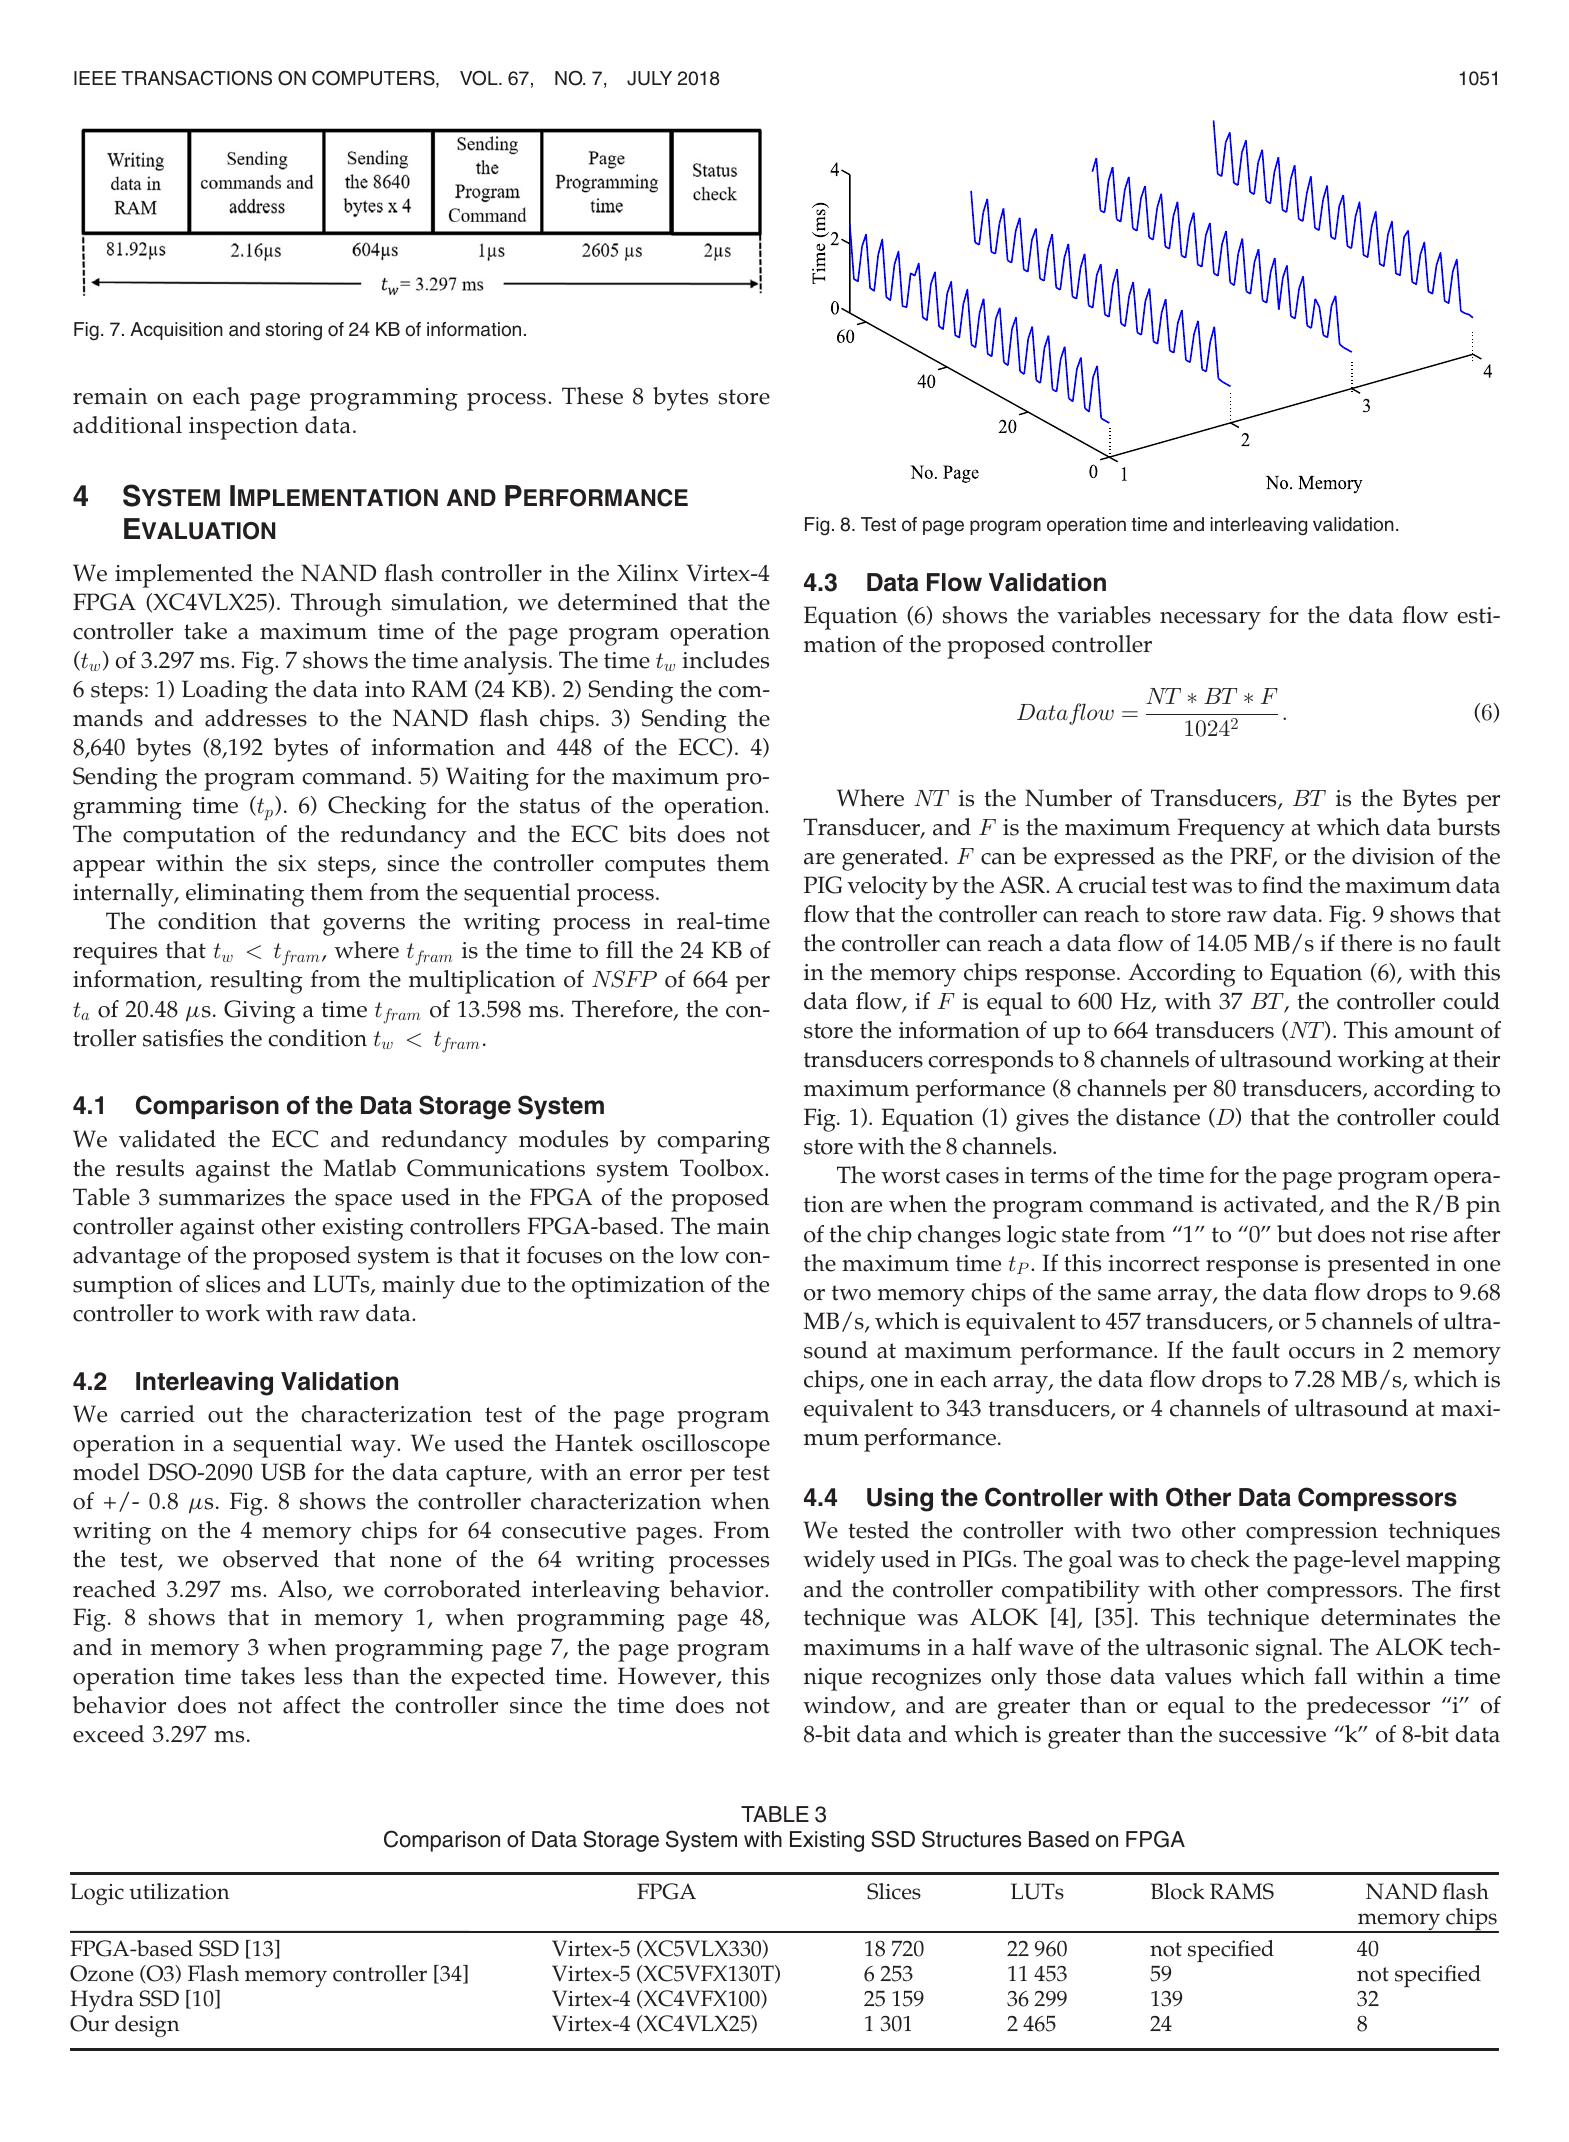 IEEE TRANSACTIONS ON COMPUTERS, VOL. 67, NO. 7, JULY 2018 1051
Writing data in RAM
Sending commands and address
Sending the 8640 bytes x 4
Sending the Program Command
Page Programming time
Status check
81.92µs 2.16µs 604µs 1µs 2605 µs 2µs
tw= 3.297 ms
Fig. 7. Acquisition and storing of 24 KB of information.
remain on each page programming process. These 8 bytes store
additional inspection data.
4 SYSTEM IMPLEMENTATION AND PERFORMANCE
EVALUATION
We implemented the NAND flash controller in the Xilinx Virtex-4
FPGA (XC4VLX25). Through simulation, we determined that the
controller take a maximum time of the page program operation
(tw) of 3.297 ms. Fig. 7 shows the time analysis. The time tw includes
6 steps: 1) Loading the data into RAM (24 KB). 2) Sending the com-
mands and addresses to the NAND flash chips. 3) Sending the
8,640 bytes (8,192 bytes of information and 448 of the ECC). 4)
Sending the program command. 5) Waiting for the maximum pro-
gramming time (tp). 6) Checking for the status of the operation.
The computation of the redundancy and the ECC bits does not
appear within the six steps, since the controller computes them
internally, eliminating them from the sequential process.
The condition that governs the writing process in real-time
requires that tw < tfram, where tfram is the time to fill the 24 KB of
information, resulting from the multiplication of NSFP of 664 per
ta of 20.48 µs. Giving a time tfram of 13.598 ms. Therefore, the con-
troller satisfies the condition tw < tfram.
4.1 Comparison of the Data Storage System
We validated the ECC and redundancy modules by comparing
the results against the Matlab Communications system Toolbox.
Table 3 summarizes the space used in the FPGA of the proposed
controller against other existing controllers FPGA-based. The main
advantage of the proposed system is that it focuses on the low con-
sumption of slices and LUTs, mainly due to the optimization of the
controller to work with raw data.
4.2 Interleaving Validation
We carried out the characterization test of the page program
operation in a sequential way. We used the Hantek oscilloscope
model DSO-2090 USB for the data capture, with an error per test
of +/- 0.8 µs. Fig. 8 shows the controller characterization when
writing on the 4 memory chips for 64 consecutive pages. From
the test, we observed that none of the 64 writing processes
reached 3.297 ms. Also, we corroborated interleaving behavior.
Fig. 8 shows that in memory 1, when programming page 48,
and in memory 3 when programming page 7, the page program
operation time takes less than the expected time. However, this
behavior does not affect the controller since the time does not
exceed 3.297 ms.
Time (ms)
4
2
0
60
40
20
0
1
2
3
4
No. Page
No. Memory
Fig. 8. Test of page program operation time and interleaving validation.
4.3 Data Flow Validation
Equation (6) shows the variables necessary for the data flow esti-
mation of the proposed controller
Dataflow = NT * BT * F / 1024². (6)
Where NT is the Number of Transducers, BT is the Bytes per
Transducer, and F is the maximum Frequency at which data bursts
are generated. F can be expressed as the PRF, or the division of the
PIG velocity by the ASR. A crucial test was to find the maximum data
flow that the controller can reach to store raw data. Fig. 9 shows that
the controller can reach a data flow of 14.05 MB/s if there is no fault
in the memory chips response. According to Equation (6), with this
data flow, if F is equal to 600 Hz, with 37 BT, the controller could
store the information of up to 664 transducers (NT). This amount of
transducers corresponds to 8 channels of ultrasound working at their
maximum performance (8 channels per 80 transducers, according to
Fig. 1). Equation (1) gives the distance (D) that the controller could
store with the 8 channels.
The worst cases in terms of the time for the page program opera-
tion are when the program command is activated, and the R/B pin
of the chip changes logic state from “1” to “0” but does not rise after
the maximum time tP. If this incorrect response is presented in one
or two memory chips of the same array, the data flow drops to 9.68
MB/s, which is equivalent to 457 transducers, or 5 channels of ultra-
sound at maximum performance. If the fault occurs in 2 memory
chips, one in each array, the data flow drops to 7.28 MB/s, which is
equivalent to 343 transducers, or 4 channels of ultrasound at maxi-
mum performance.
4.4 Using the Controller with Other Data Compressors
We tested the controller with two other compression techniques
widely used in PIGs. The goal was to check the page-level mapping
and the controller compatibility with other compressors. The first
technique was ALOK [4], [35]. This technique determinates the
maximums in a half wave of the ultrasonic signal. The ALOK tech-
nique recognizes only those data values which fall within a time
window, and are greater than or equal to the predecessor “i” of
8-bit data and which is greater than the successive “k” of 8-bit data
TABLE 3
Comparison of Data Storage System with Existing SSD Structures Based on FPGA
Logic utilization FPGA Slices LUTs Block RAMS NAND flash
memory chips
FPGA-based SSD [13] Virtex-5 (XC5VLX330) 18 720 22 960 not specified 40
Ozone (O3) Flash memory controller [34] Virtex-5 (XC5VFX130T) 6 253 11 453 59 not specified
Hydra SSD [10] Virtex-4 (XC4VFX100) 25 159 36 299 139 32
Our design Virtex-4 (XC4VLX25) 1 301 2 465 24 8